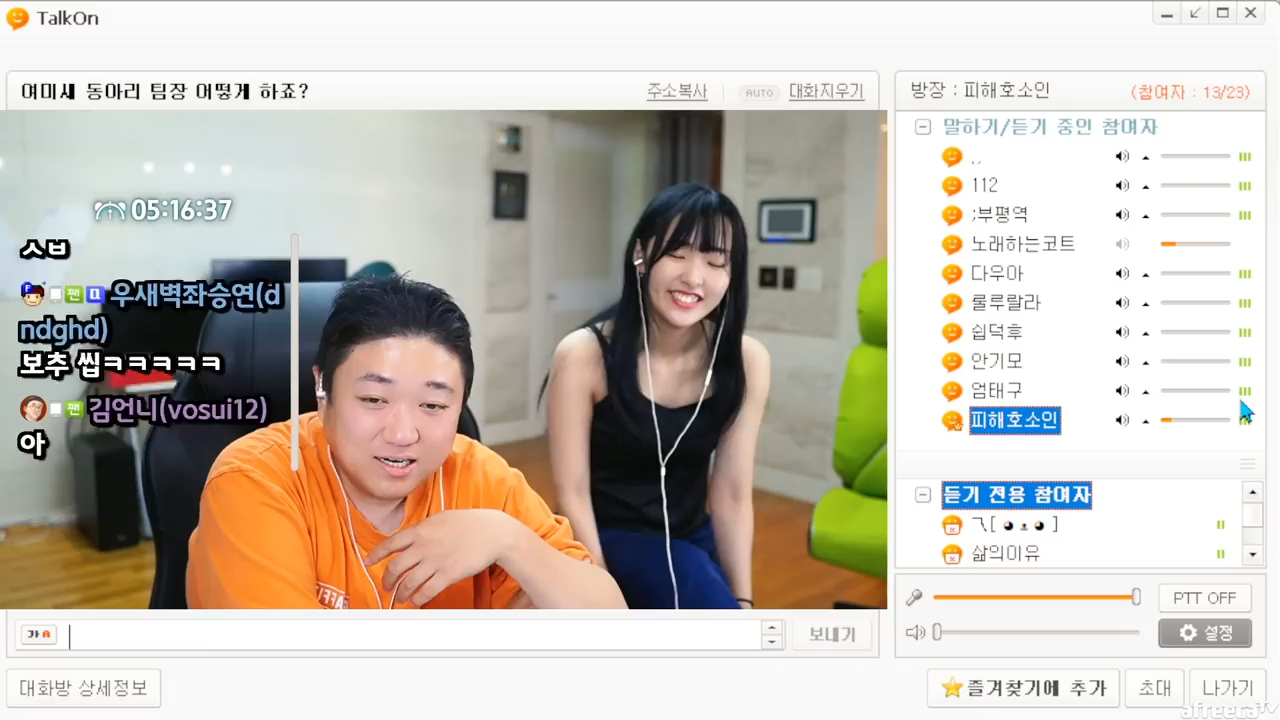 TalkOn
여미새 동아리 팀장 어떻게 하죠?
주소복사
AUTO
대화지우기
방장 : 피해호소인
(참여자 : 13/23)
말하기/듣기 중인 참여자
,,
112
;부평역
노래하는코트
다우아
룰루랄라
쉽덕후
안기모
엄태구
피해호소인
듣기 전용 참여자
삶의이유
05:16:37
ㅅㅂ
F 팬 따 우새벽좌승연(d
ndghd)
보추 씹ㅋㅋㅋㅋㅋ
팬 김언니(vosui12)
아
가A
보내기
PTT OFF
설정
대화방 상세정보
즐겨찾기에 추가
초대
나가기
afreecaTV